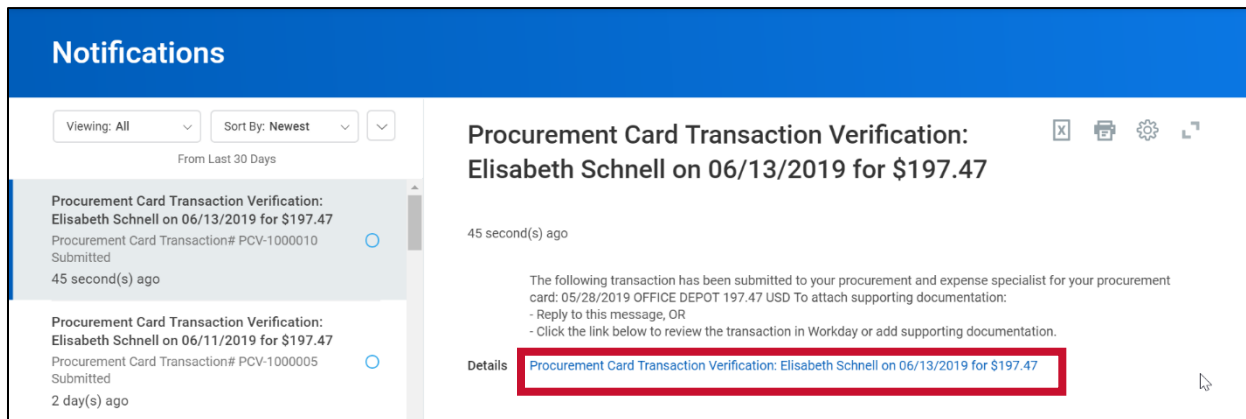 Notifications
Viewing: All
Sort By: Newest
From Last 30 Days
Procurement Card Transaction Verification:
Elisabeth Schnell on 06/13/2019 for $197.47
Procurement Card Transaction# PCV-1000010
Submitted
45 second(s) ago
Procurement Card Transaction Verification:
Elisabeth Schnell on 06/11/2019 for $197.47
Procurement Card Transaction# PCV-1000005
Submitted
2 day(s) ago
Procurement Card Transaction Verification:
Elisabeth Schnell on 06/13/2019 for $197.47
X
45 second(s) ago
The following transaction has been submitted to your procurement and expense specialist for your procurement
card: 05/28/2019 OFFICE DEPOT 197.47 USD To attach supporting documentation:
- Reply to this message, OR
- Click the link below to review the transaction in Workday or add supporting documentation.
Details Procurement Card Transaction Verification: Elisabeth Schnell on 06/13/2019 for $197.47